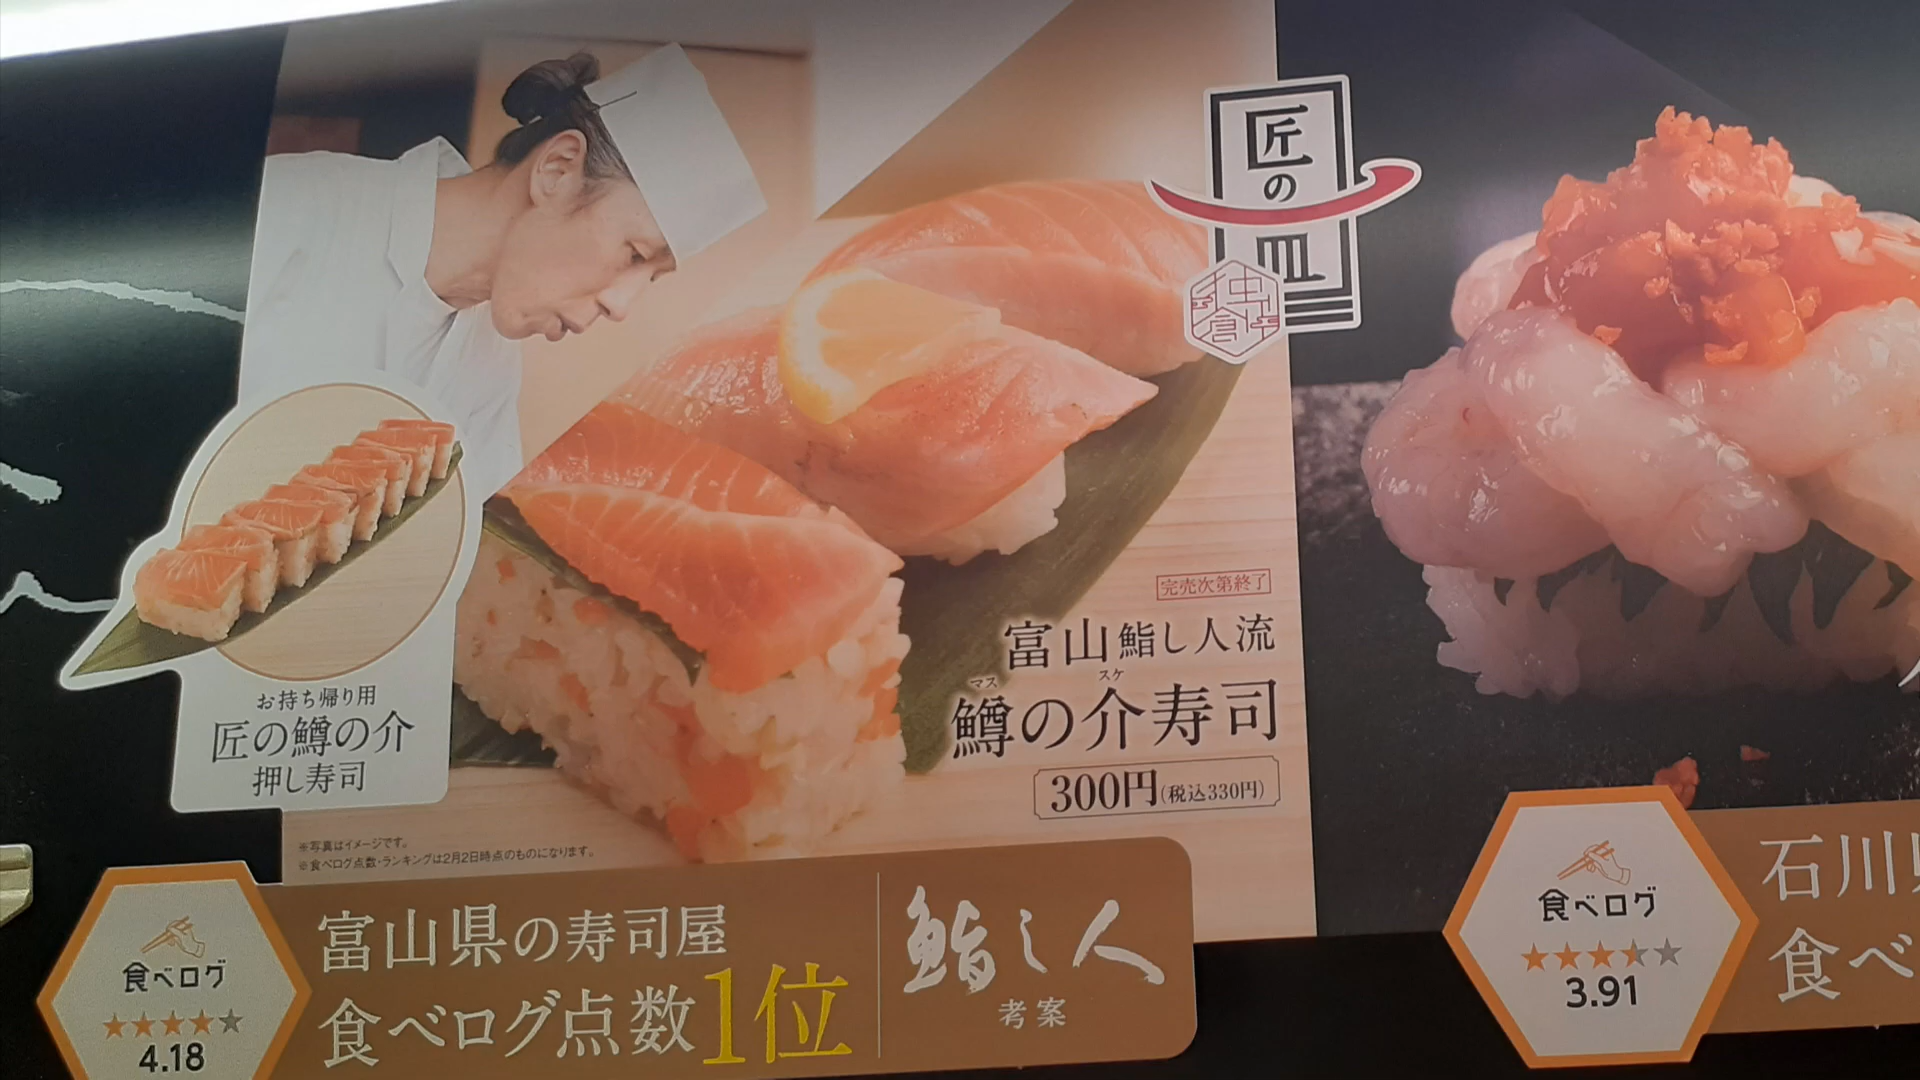 匠の皿
独創
完売次第終了
富山鮨し人流
マス スケ
鱒の介寿司
300円(税込330円)
お持ち帰り用
匠の鱒の介
押し寿司
※写真はイメージです。
※食べログ点数・ランキングは2月2日時点のものになります。
食べログ
4.18
富山県の寿司屋
食べログ点数1位
鮨し人
考案
食べログ
3.91
石川
食べ